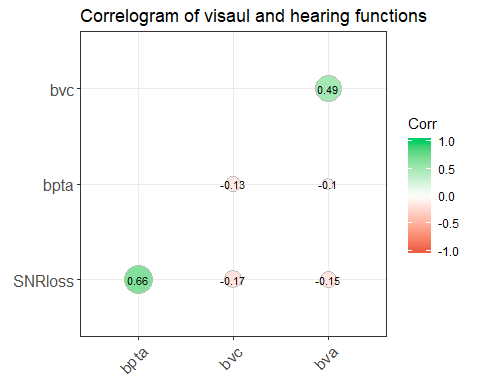 Correlogram of visaul and hearing functions
bvc
0.49
bpta
-0.13
-0.1
SNRloss
0.66
-0.17
-0.15
bpta
bvc
bva
Corr
1.0
0.5
0.0
-0.5
-1.0